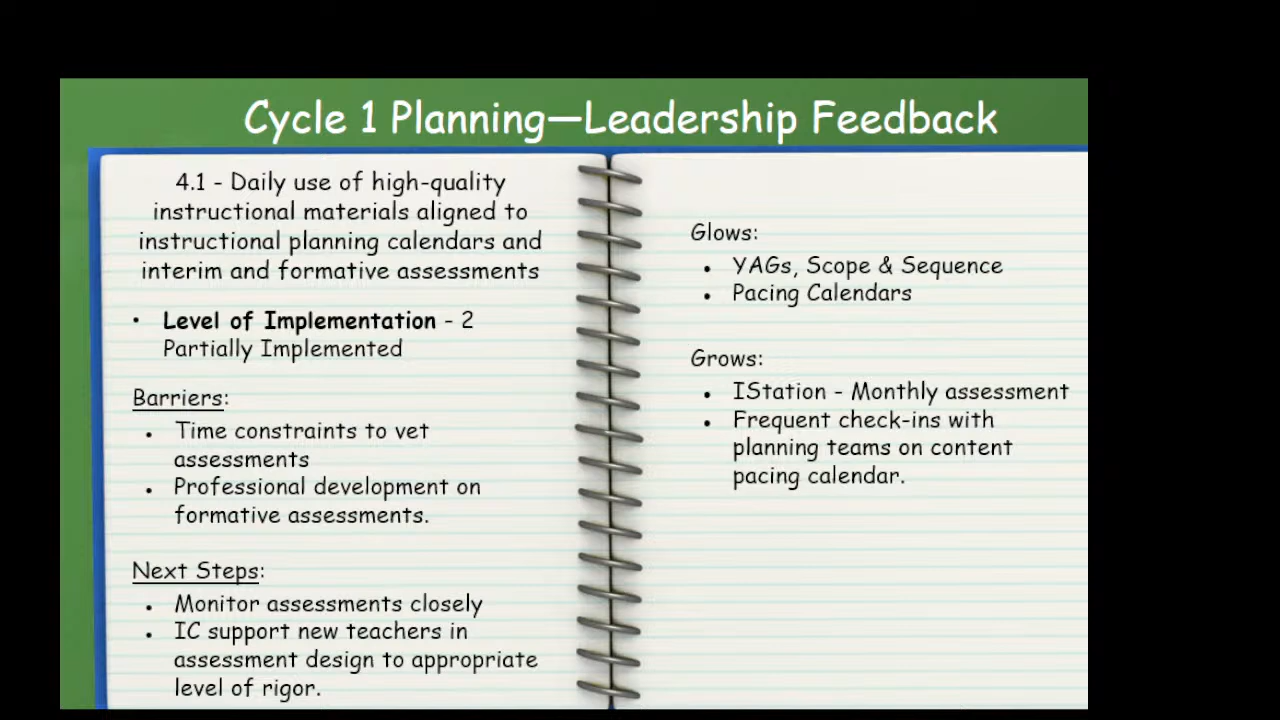 Cycle 1 Planning—Leadership Feedback
4.1 - Daily use of high-quality
instructional materials aligned to
instructional planning calendars and
interim and formative assessments
• Level of Implementation - 2
Partially Implemented
Barriers:
• Time constraints to vet
assessments
• Professional development on
formative assessments.
Next Steps:
• Monitor assessments closely
• IC support new teachers in
assessment design to appropriate
level of rigor.
Glows:
• YAGs, Scope & Sequence
• Pacing Calendars
Grows:
• IStation - Monthly assessment
• Frequent check-ins with
planning teams on content
pacing calendar.